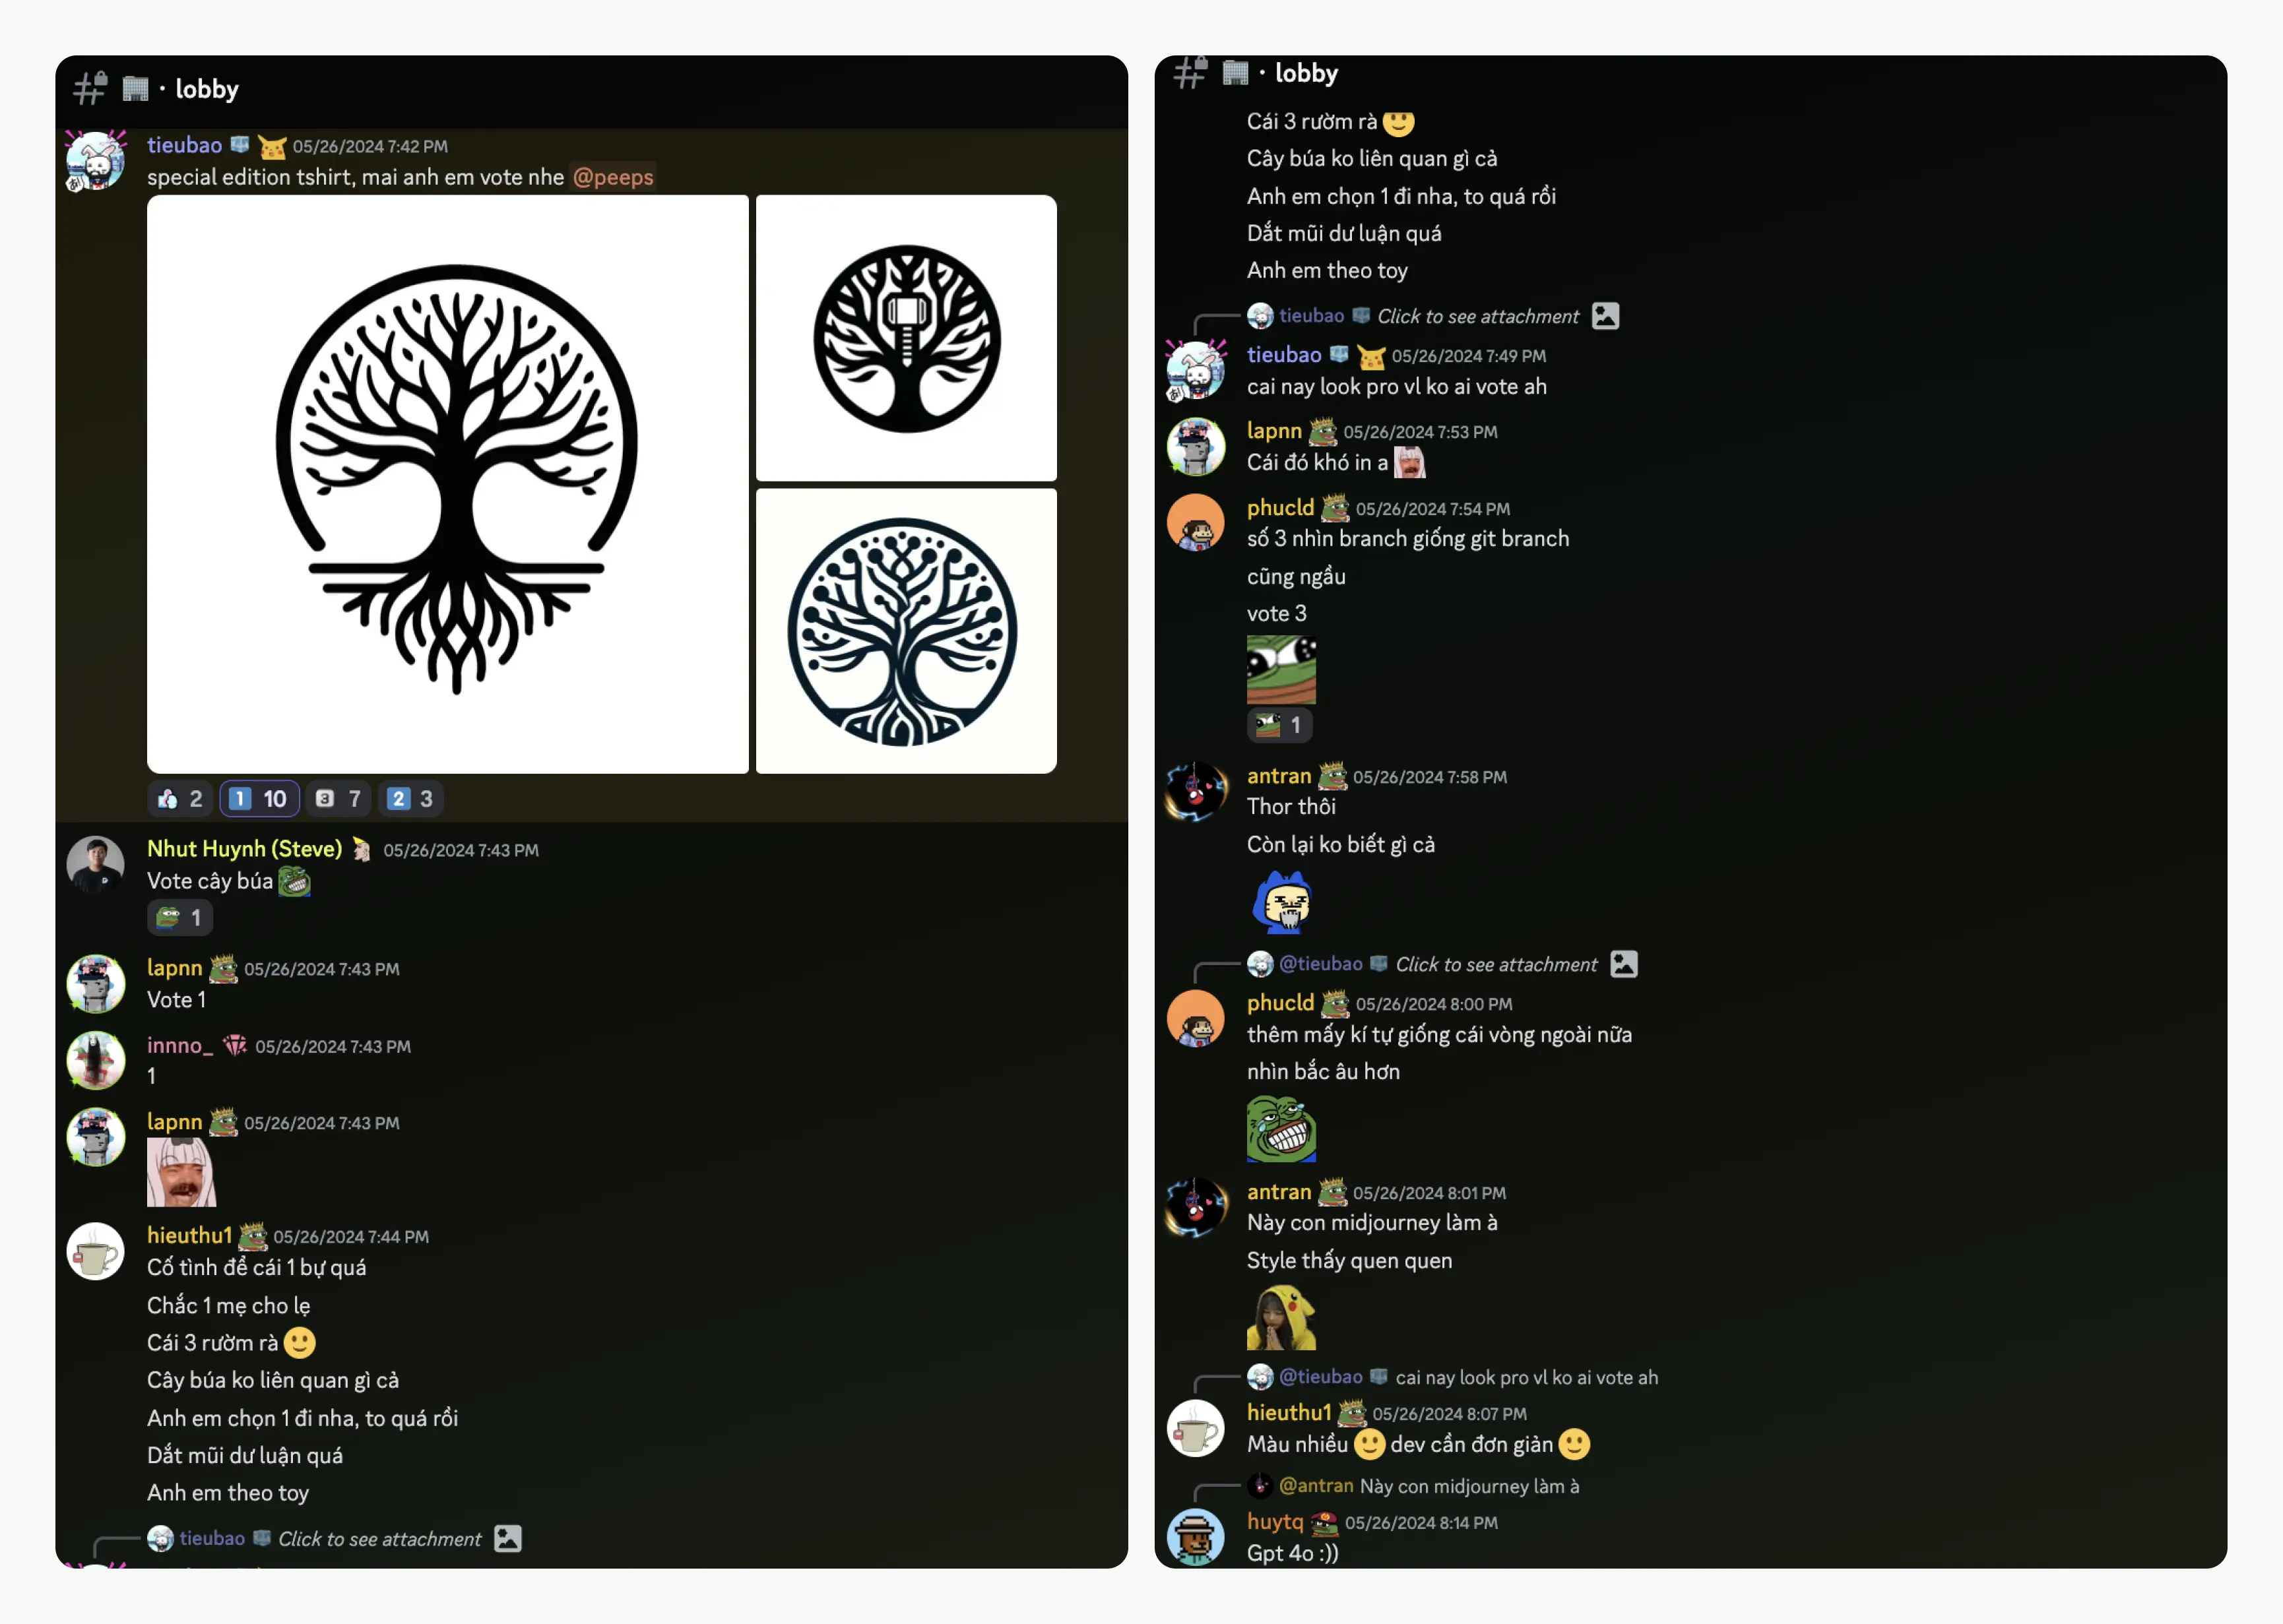 lobby
tieubao 05/26/2024 7:42 PM
special edition tshirt, mai anh em vote nhe @peeps
2 1 10 3 7 2 3
Nhut Huynh (Steve) 05/26/2024 7:43 PM
Vote cây búa
1
lapnn 05/26/2024 7:43 PM
Vote 1
innno_ 05/26/2024 7:43 PM
1
lapnn 05/26/2024 7:43 PM
hieuthu1 05/26/2024 7:44 PM
Cố tình để cái 1 bự quá
Chắc 1 mẹ cho lẹ
Cái 3 rườm rà
Cây búa ko liên quan gì cả
Anh em chọn 1 đi nha, to quá rồi
Dắt mũi dư luận quá
Anh em theo toy
tieubao Click to see attachment
lobby
Cái 3 rườm rà
Cây búa ko liên quan gì cả
Anh em chọn 1 đi nha, to quá rồi
Dắt mũi dư luận quá
Anh em theo toy
tieubao Click to see attachment
tieubao 05/26/2024 7:49 PM
cai nay look pro vl ko ai vote ah
lapnn 05/26/2024 7:53 PM
Cái đó khó in a
phucld 05/26/2024 7:54 PM
số 3 nhìn branch giống git branch
cũng ngầu
vote 3
1
antran 05/26/2024 7:58 PM
Thor thôi
Còn lại ko biết gì cả
@tieubao Click to see attachment
phucld 05/26/2024 8:00 PM
thêm mấy kí tự giống cái vòng ngoài nữa
nhìn bắc âu hơn
antran 05/26/2024 8:01 PM
Này con midjourney làm à
Style thấy quen quen
@tieubao cai nay look pro vl ko ai vote ah
hieuthu1 05/26/2024 8:07 PM
Màu nhiều dev cần đơn giản
@antran Này con midjourney làm à
huytq 05/26/2024 8:14 PM
Gpt 4o :))